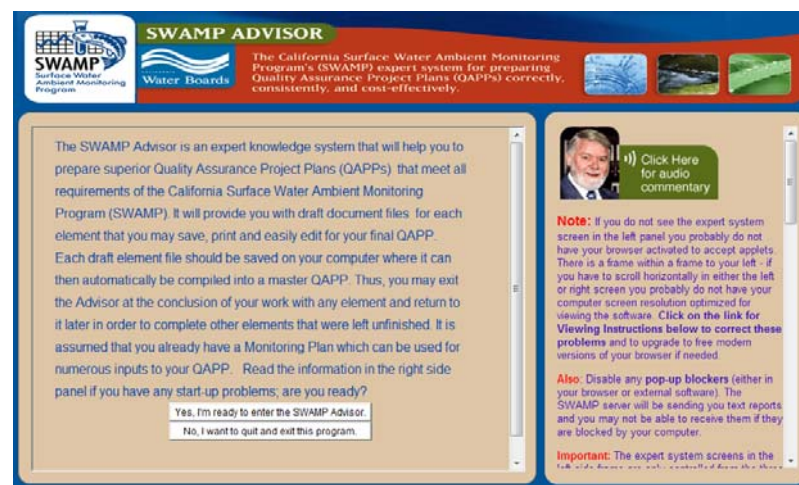 SWAMP ADVISOR
SWAMP
Surface Water
Ambient Monitoring
Program
Water Boards
The California Surface Water Ambient Monitoring
Program's (SWAMP) expert system for preparing
Quality Assurance Project Plans (QAPPs) correctly,
consistently, and cost-effectively.
The SWAMP Advisor is an expert knowledge system that will help you to
prepare superior Quality Assurance Project Plans (QAPPs) that meet all
requirements of the California Surface Water Ambient Monitoring
Program (SWAMP). It will provide you with draft document files for each
element that you may save, print and easily edit for your final QAPP.
Each draft element file should be saved on your computer where it can
then automatically be compiled into a master QAPP. Thus, you may exit
the Advisor at the conclusion of your work with any element and return to
it later in order to complete other elements that were left unfinished. It is
assumed that you already have a Monitoring Plan which can be used for
numerous inputs to your QAPP. Read the information in the right side
panel if you have any start-up problems; are you ready?
Yes, I'm ready to enter the SWAMP Advisor.
No, I want to quit and exit this program.
Click Here
for audio
commentary
Note: If you do not see the expert system
screen in the left panel you probably do not
have your browser activated to accept applets.
There is a frame within a frame to your left - if
you have to scroll horizontally in either the left
or right screen you probably do not have your
computer screen resolution optimized for
viewing the software. Click on the link for
Viewing Instructions below to correct these
problems and to upgrade to free modern
versions of your browser if needed.
Also: Disable any pop-up blockers (either in
your browser or external software). The
SWAMP server will be sending you text reports
and you may not be able to receive them if they
are blocked by your computer.
Important: The expert system screens in the
left side frame are only controlled from the three